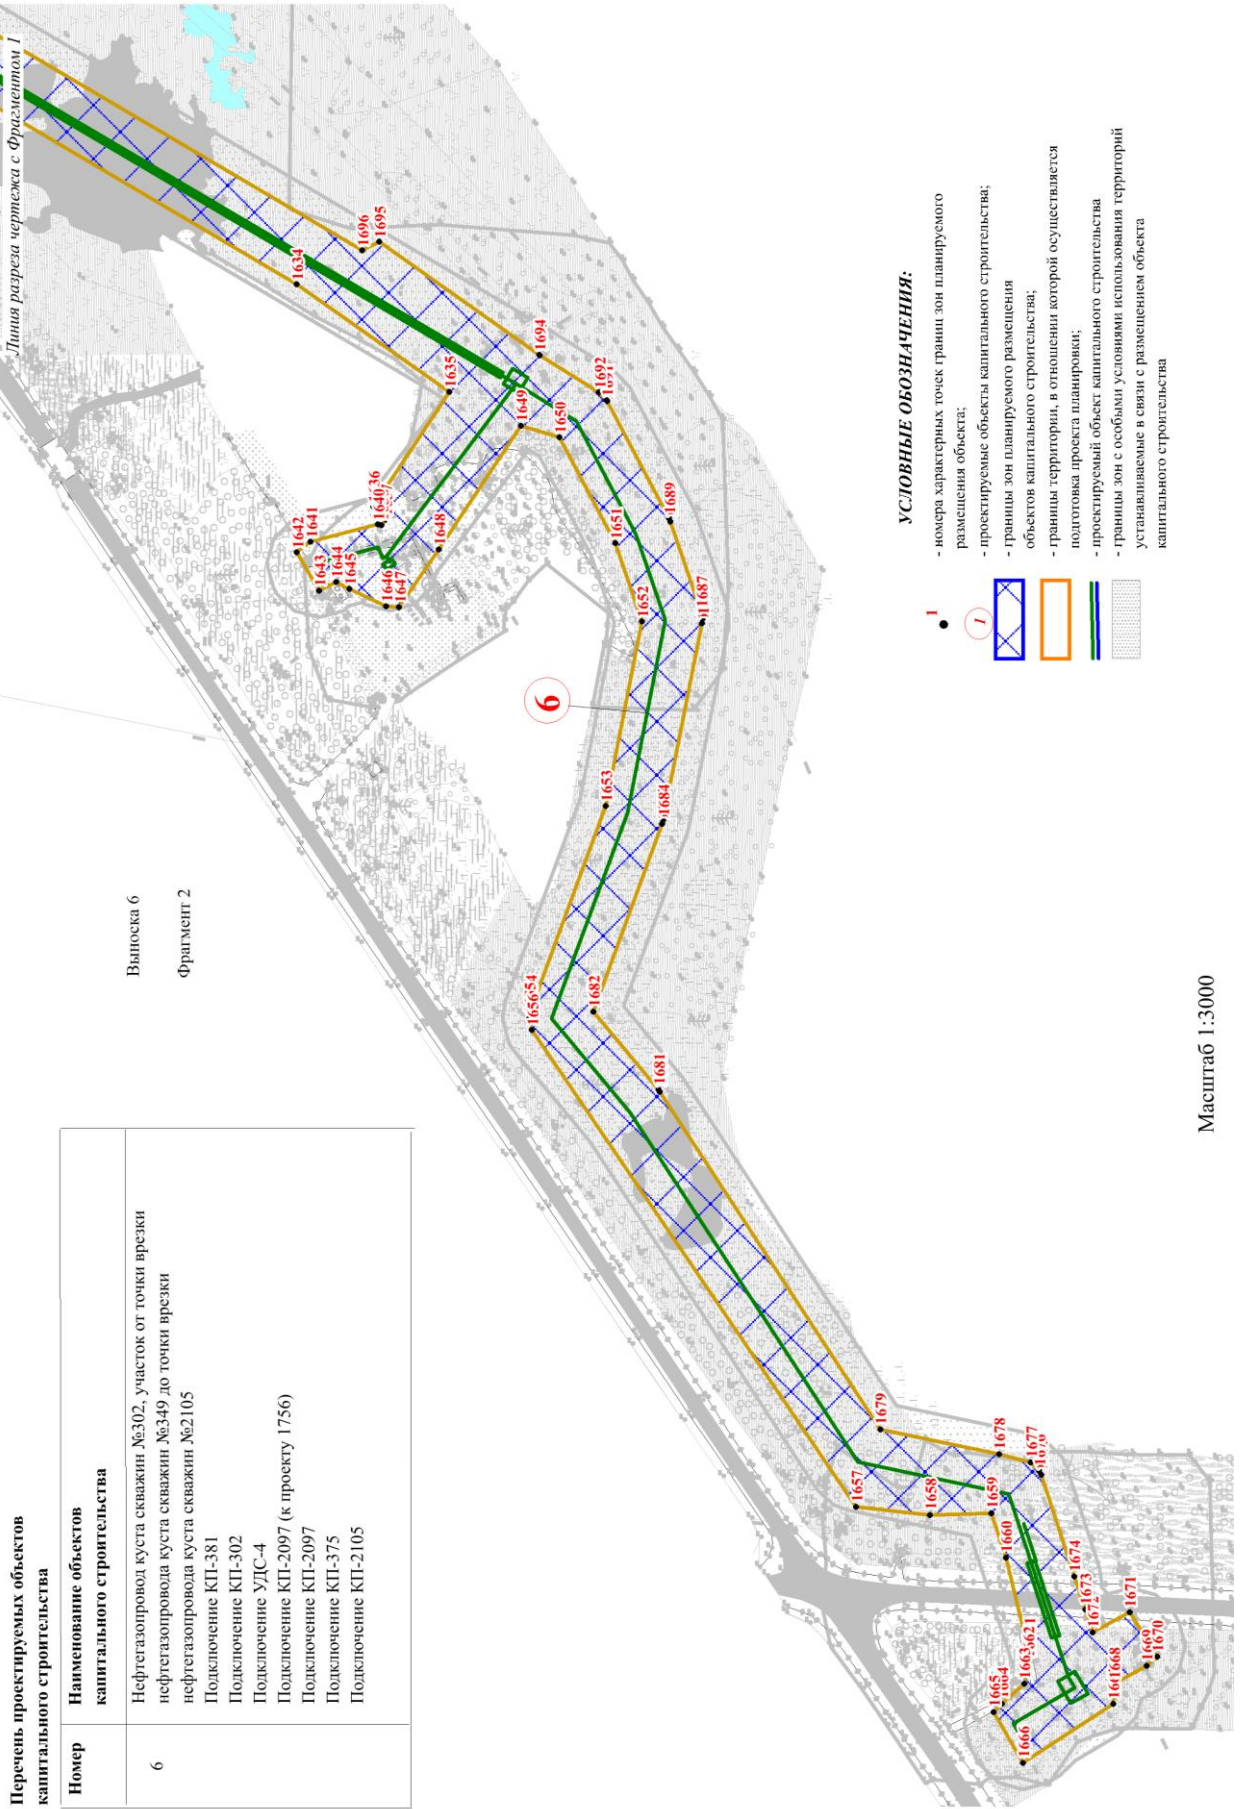 Перечень проектируемых объектов
капитального строительства
Номер
Наименование объектов
капитального строительства
6
Нефтегазопровод куста скважин №302, участок от точки врезки
нефтегазопровода куста скважин №349 до точки врезки
нефтегазопровода куста скважин №2105
Подключение КП-381
Подключение КП-302
Подключение УДС-4
Подключение КП-2097 (к проекту 1756)
Подключение КП-2097
Подключение КП-375
Подключение КП-2105
Выноска 6
Фрагмент 2
Линия разреза чертежа с Фрагментом 1
1634
1696
1695
1635
1694
1692
1649
1650
36
1640
1641
1642
1643
1644
1645
1646
1647
1648
1651
1689
1652
1687
6
1653
1684
54
1656
1682
1681
1679
1678
1677
1657
1658
1659
1660
1674
1673
1672
1671
1670
1669
1668
1663
1665
1666
УСЛОВНЫЕ ОБОЗНАЧЕНИЯ:
1
- номера характерных точек границ зон планируемого
размещения объекта;
1
- проектируемые объекты капитального строительства;
- границы зон планируемого размещения
объектов капитального строительства;
- границы территории, в отношении которой осуществляется
подготовка проекта планировки;
- проектируемый объект капитального строительства
- границы зон с особыми условиями использования территорий
устанавливаемые в связи с размещением объекта
капитального строительства
Масштаб 1:3000